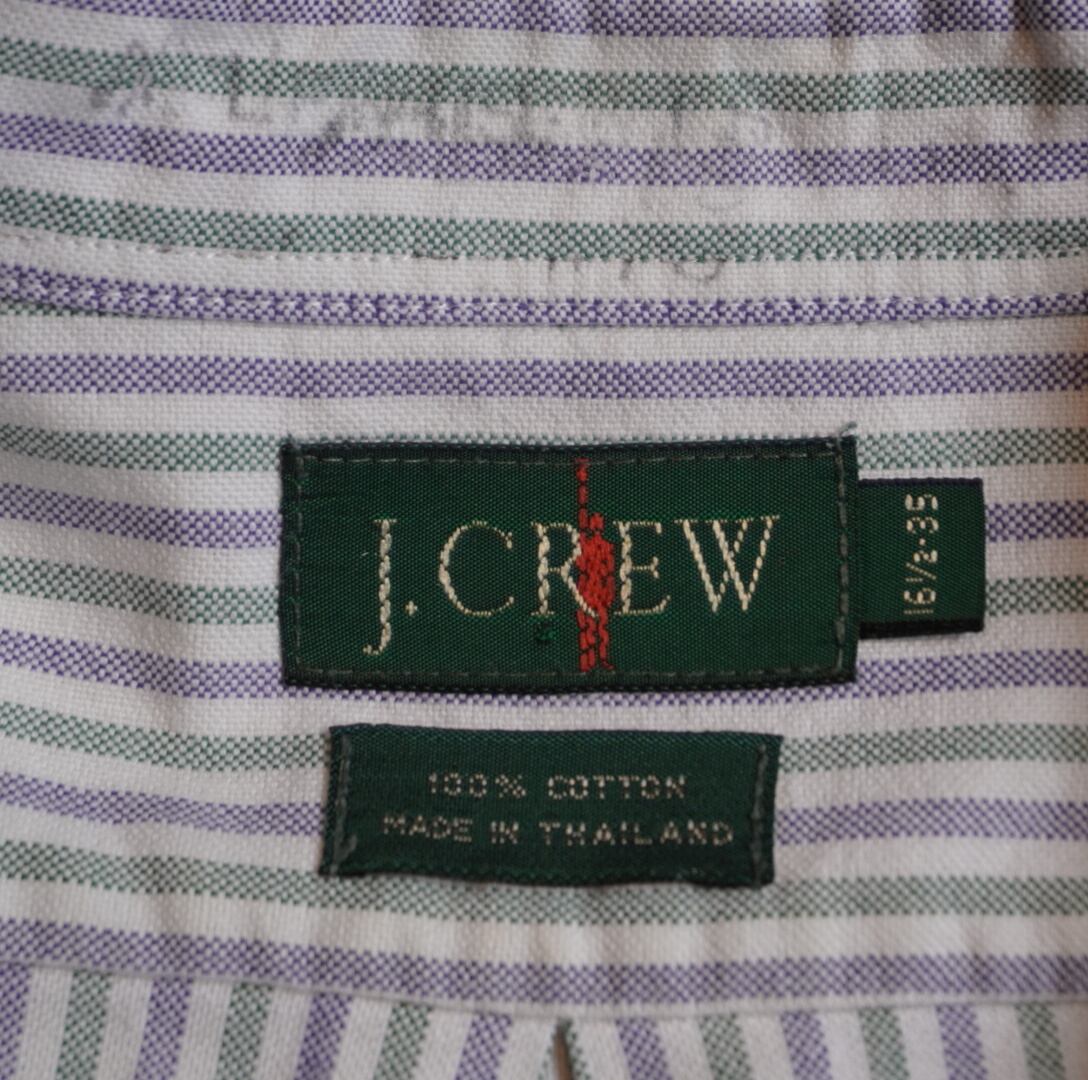 J.CREW
16½-35
100% COTTON
MADE IN THAILAND